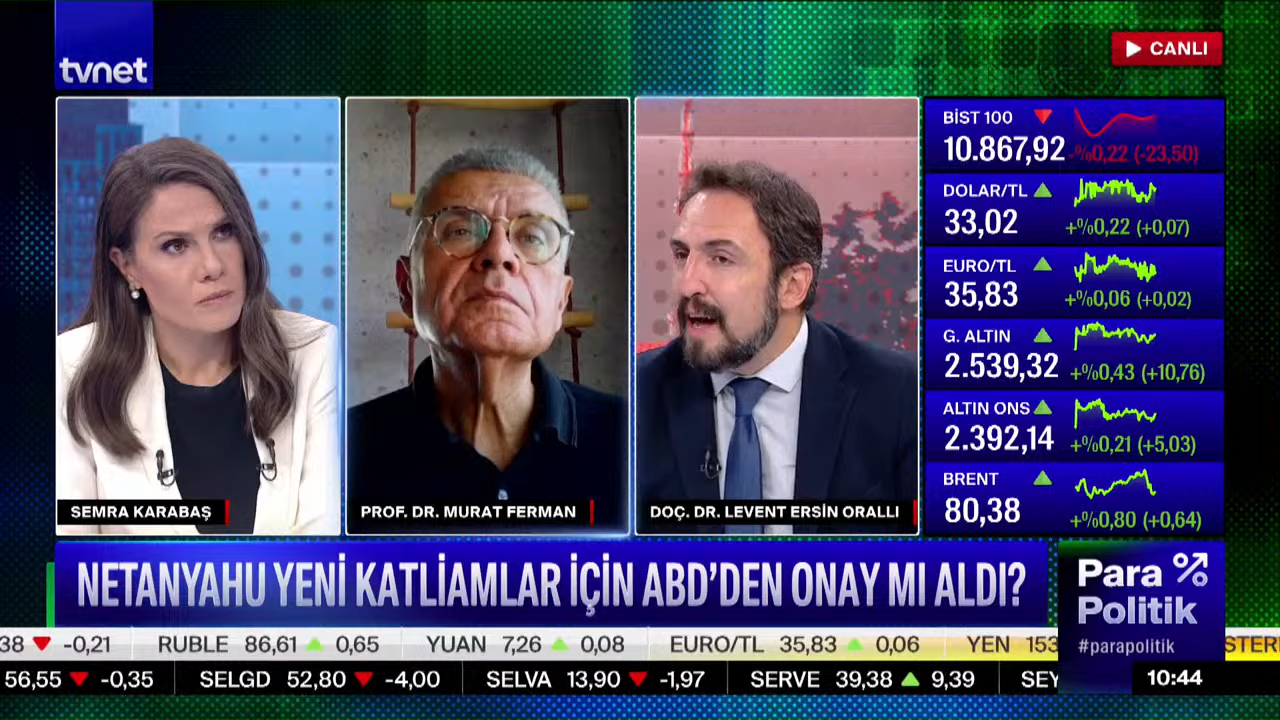 tvnet
CANLI
SEMRA KARABAŞ
PROF. DR. MURAT FERMAN
DOÇ. DR. LEVENT ERSİN ORALLI
BİST 100
10.867,92
-%0,22 (-23,50)
DOLAR/TL
33,02
+%0,22 (+0,07)
EURO/TL
35,83
+%0,06 (+0,02)
G. ALTIN
2.539,32
+%0,43 (+10,76)
ALTIN ONS
2.392,14
+%0,21 (+5,03)
BRENT
80,38
+%0,80 (+0,64)
NETANYAHU YENİ KATLİAMLAR İÇİN ABD'DEN ONAY MI ALDI?
Para %
Politik
#parapolitik
38 -0,21 RUBLE 86,61 0,65 YUAN 7,26 0,08 EURO/TL 35,83 0,06 YEN 153 STERL
56,55 -0,35 SELGD 52,80 -4,00 SELVA 13,90 -1,97 SERVE 39,38 9,39 SEY
10:44